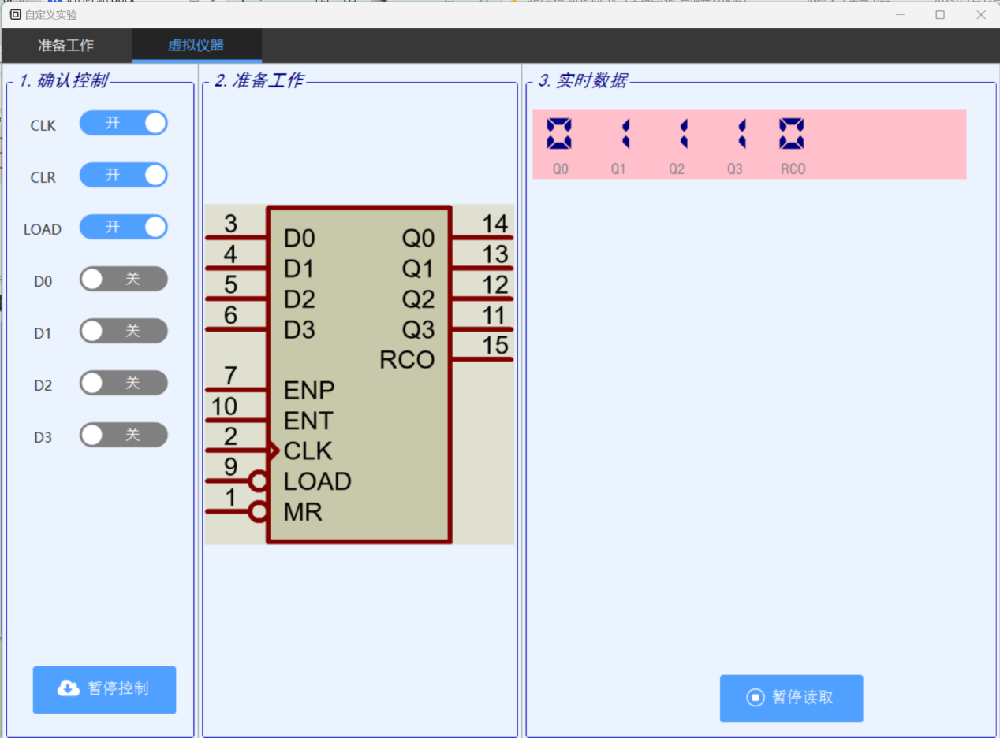 自定义实验
准备工作
虚拟仪器
1. 确认控制
CLK 开
CLR 开
LOAD 开
D0 关
D1 关
D2 关
D3 关
暂停控制
2. 准备工作
3 D0 Q0 14
4 D1 Q1 13
5 D2 Q2 12
6 D3 Q3 11
RCO 15
7 ENP
10 ENT
2 CLK
9 LOAD
1 MR
3. 实时数据
0 1 1 1 0
Q0 Q1 Q2 Q3 RCO
暂停读取